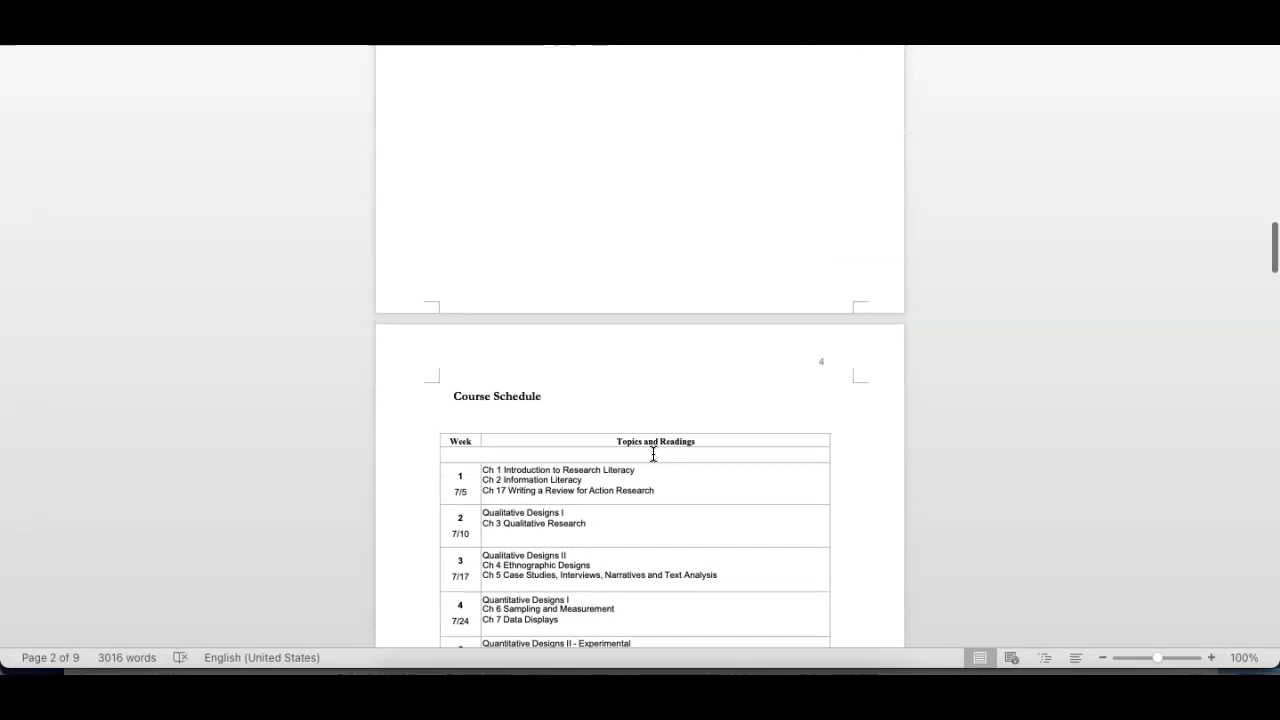 4
Course Schedule
Week Topics and Readings
1
7/5
Ch 1 Introduction to Research Literacy
Ch 2 Information Literacy
Ch 17 Writing a Review for Action Research
2
7/10
Qualitative Designs I
Ch 3 Qualitative Research
3
7/17
Qualitative Designs II
Ch 4 Ethnographic Designs
Ch 5 Case Studies, Interviews, Narratives and Text Analysis
4
7/24
Quantitative Designs I
Ch 6 Sampling and Measurement
Ch 7 Data Displays
Quantitative Designs II - Experimental
Page 2 of 9 3016 words English (United States) 100%